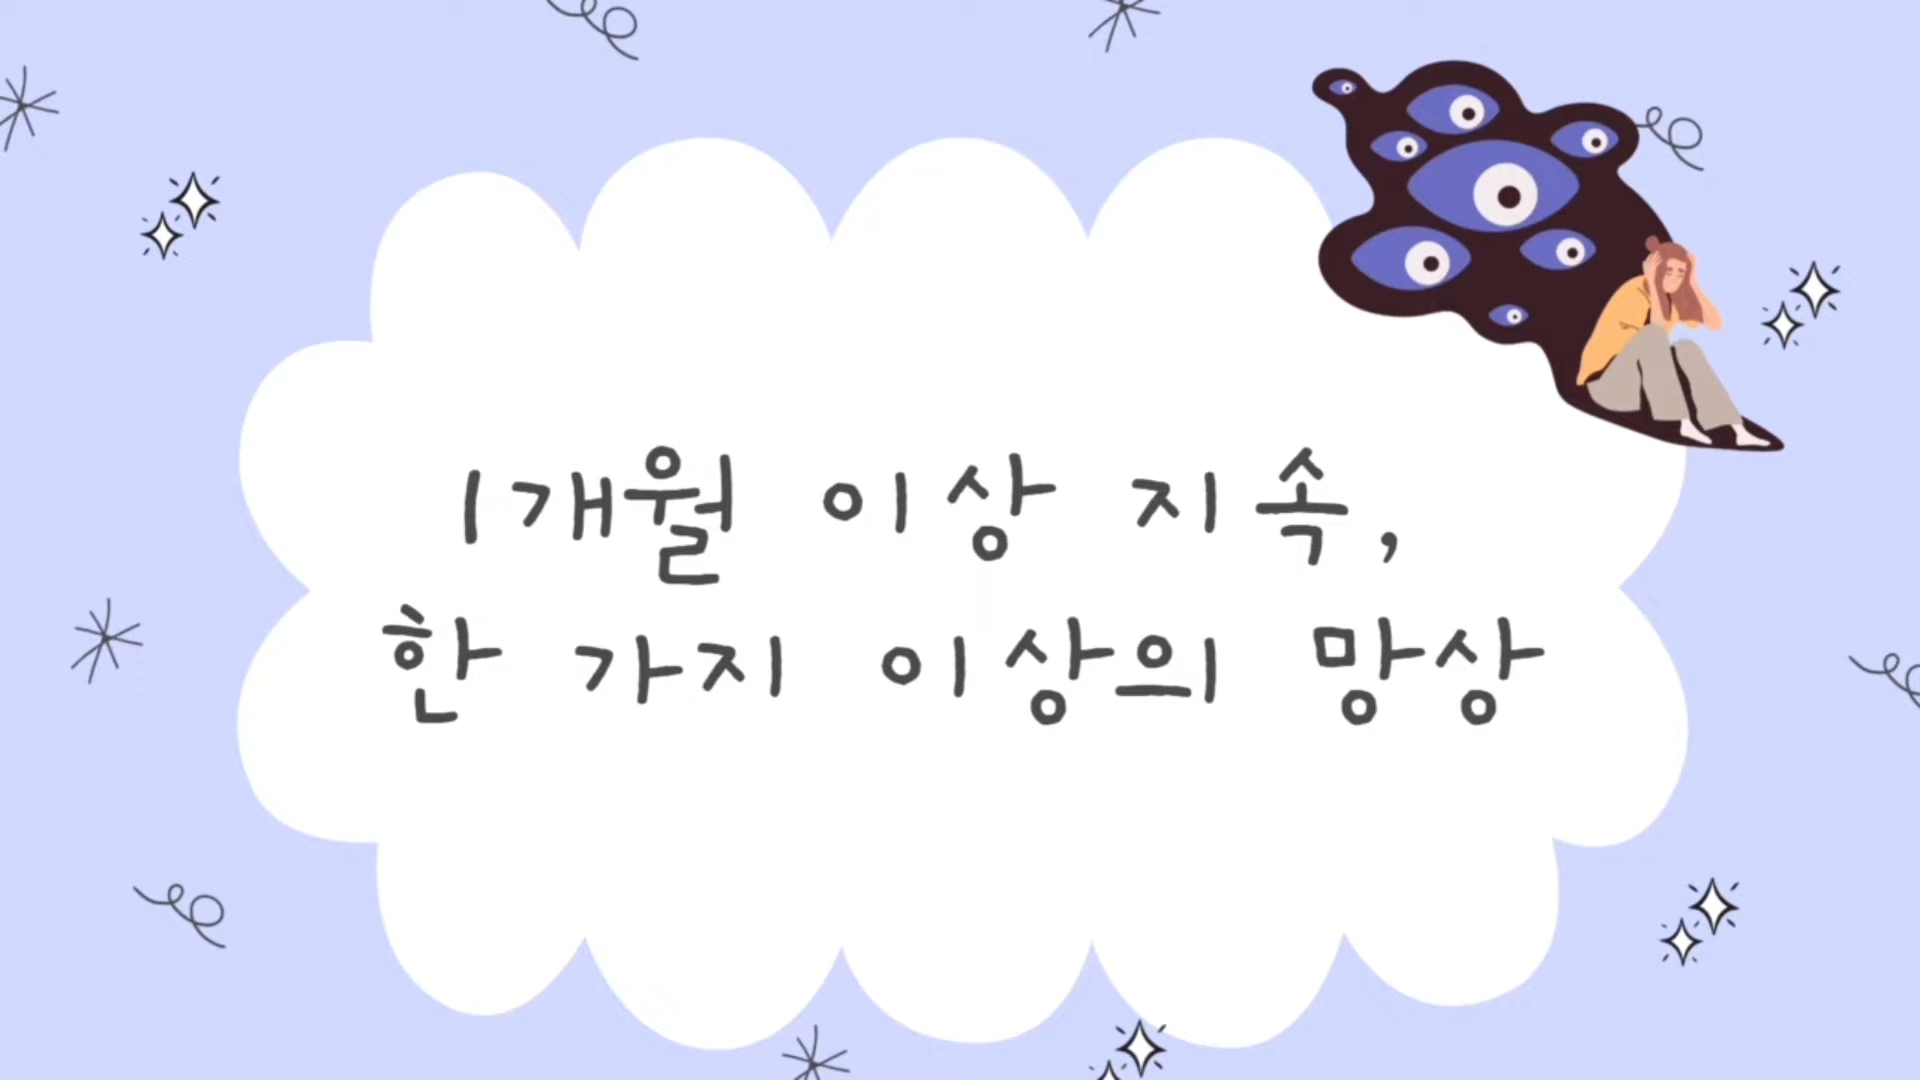 1개월 이상 지속,
한 가지 이상의 망상